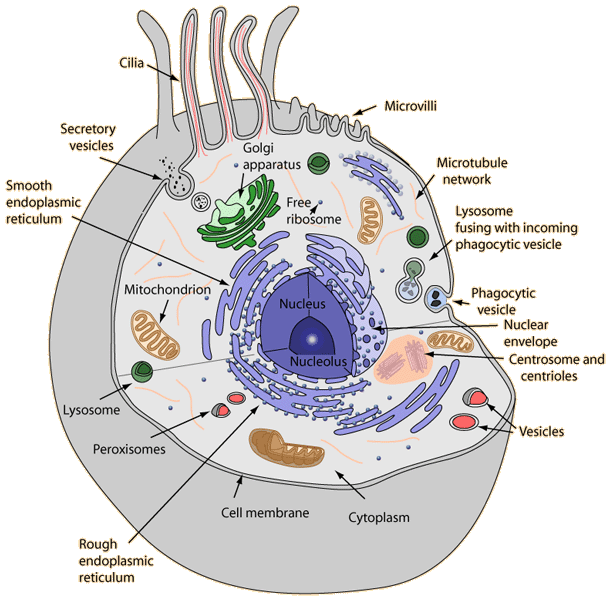 Cilia
Microvilli
Secretory
vesicles
Golgi
apparatus
Microtubule
network
Smooth
endoplasmic
reticulum
Free
ribosome
Lysosome
fusing with incoming
phagocytic vesicle
Mitochondrion
Nucleus
Phagocytic
vesicle
Nuclear
envelope
Nucleolus
Centrosome and
centrioles
Lysosome
Peroxisomes
Vesicles
Cell membrane
Cytoplasm
Rough
endoplasmic
reticulum